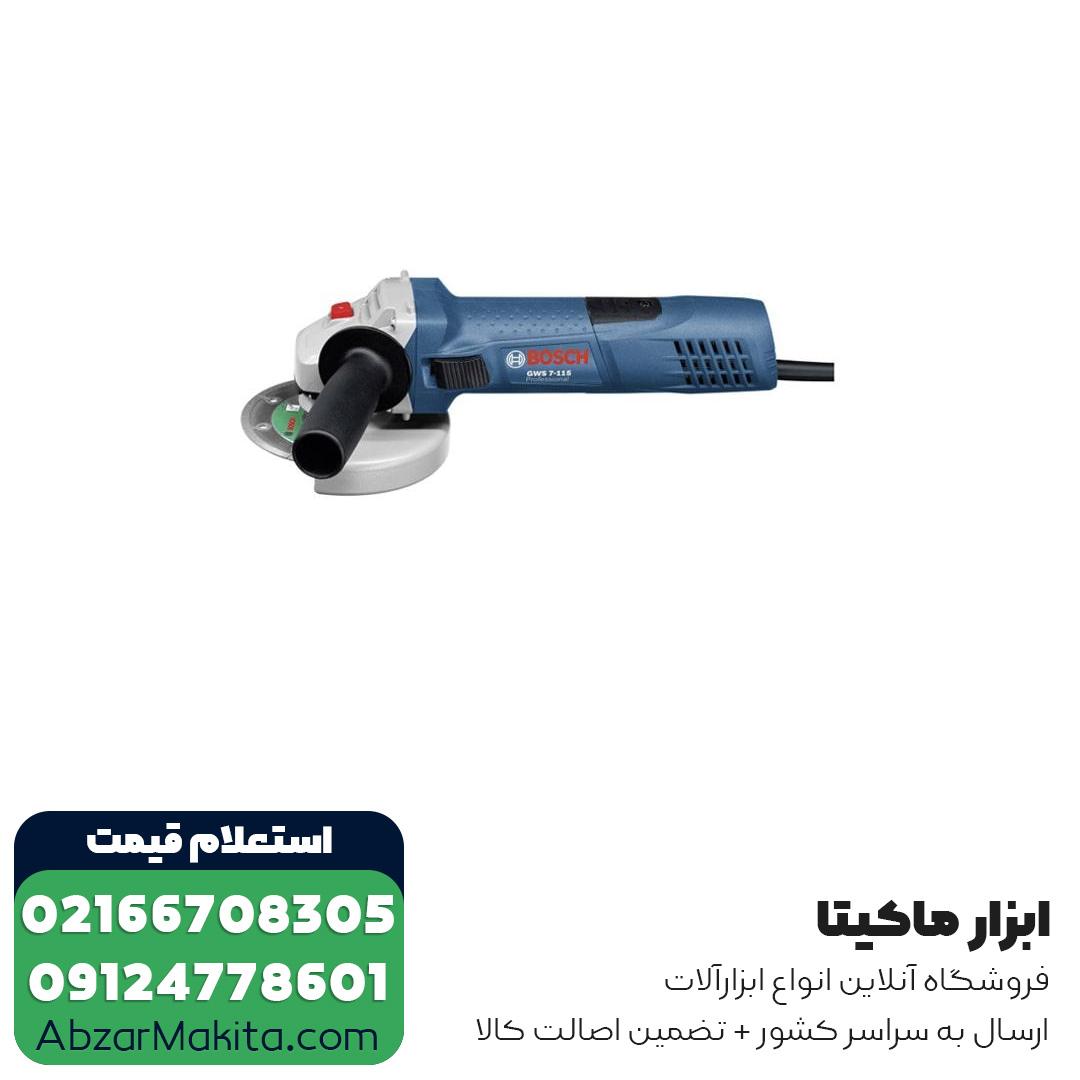 BOSCH
GWS 7-115
Professional
استعلام قیمت
02166708305
09124778601
AbzarMakita.com
ابزار ماکیتا
فروشگاه آنلاین انواع ابزارآلات
ارسال به سراسر کشور + تضمین اصالت کالا